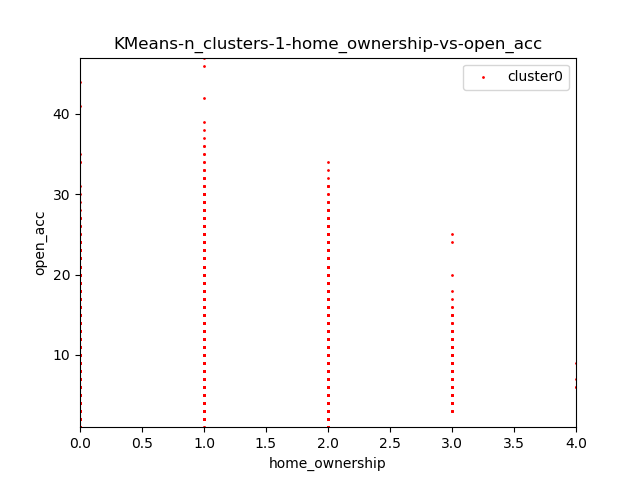 KMeans-n_clusters-1-home_ownership-vs-open_acc
cluster0
40
30
20
10
open_acc
0.0 0.5 1.0 1.5 2.0 2.5 3.0 3.5 4.0
home_ownership